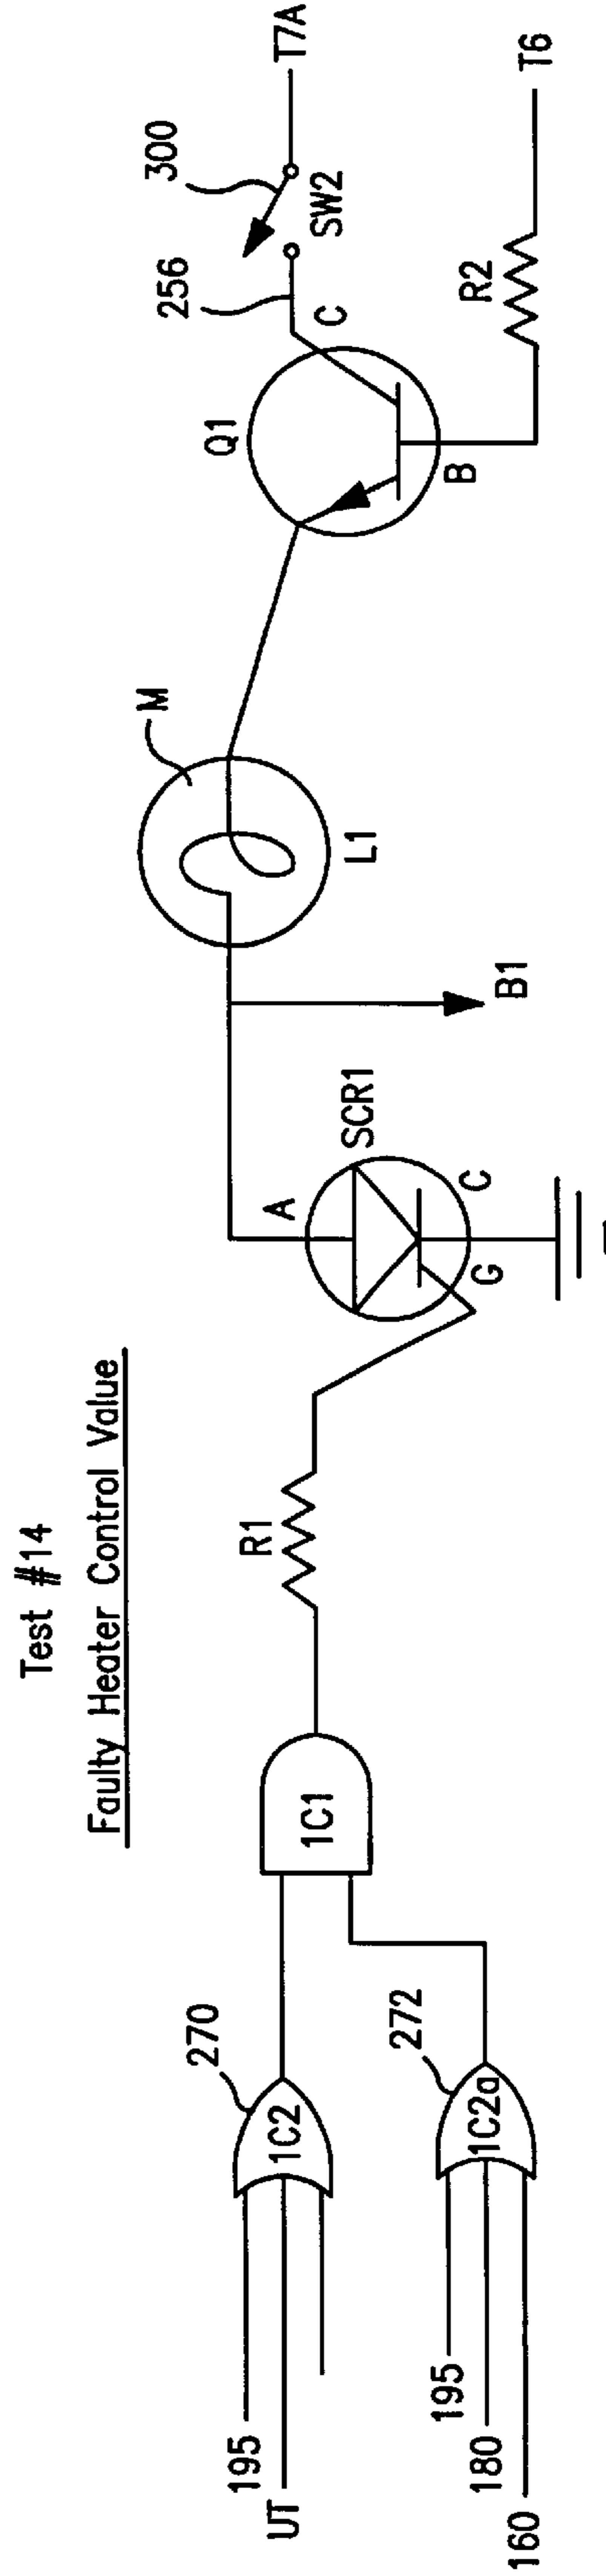 Test #14
Faulty Heater Control Value
195
UT
270
1C2
195
180
160
272
1C2a
1C1
R1
A
SCR1
G
C
B1
M
L1
Q1
B
C
256
300
SW2
T7A
R2
T6